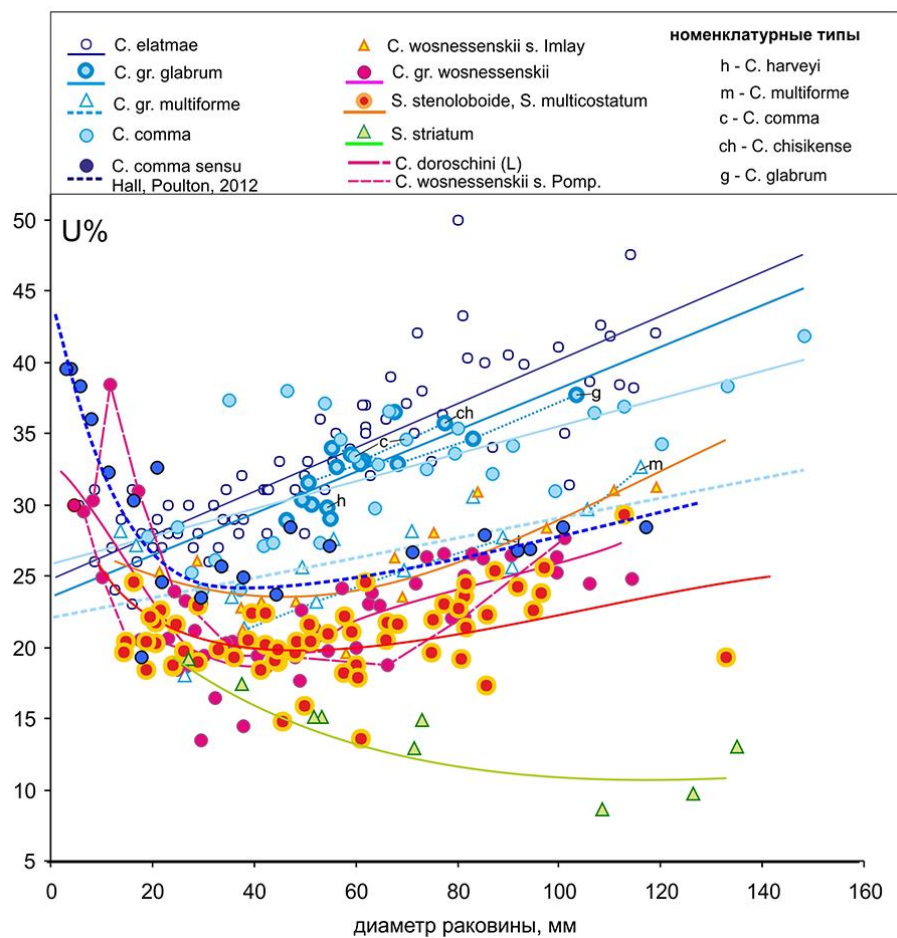 C. elatmae
C. gr. glabrum
C. gr. multiforme
C. comma
C. comma sensu
Hall, Poulton, 2012
C. wosnessenskii s. Imlay
C. gr. wosnessenskii
S. stenoloboide, S. multicostatum
S. striatum
C. doroschini (L)
C. wosnessenskii s. Pomp.
номенклатурные типы
h - C. harveyi
m - C. multiforme
c - C. comma
ch - C. chisikense
g - C. glabrum
U%
50
45
40
35
30
25
20
15
10
5
g
ch
c
m
h
0 20 40 60 80 100 120 140 160
диаметр раковины, мм